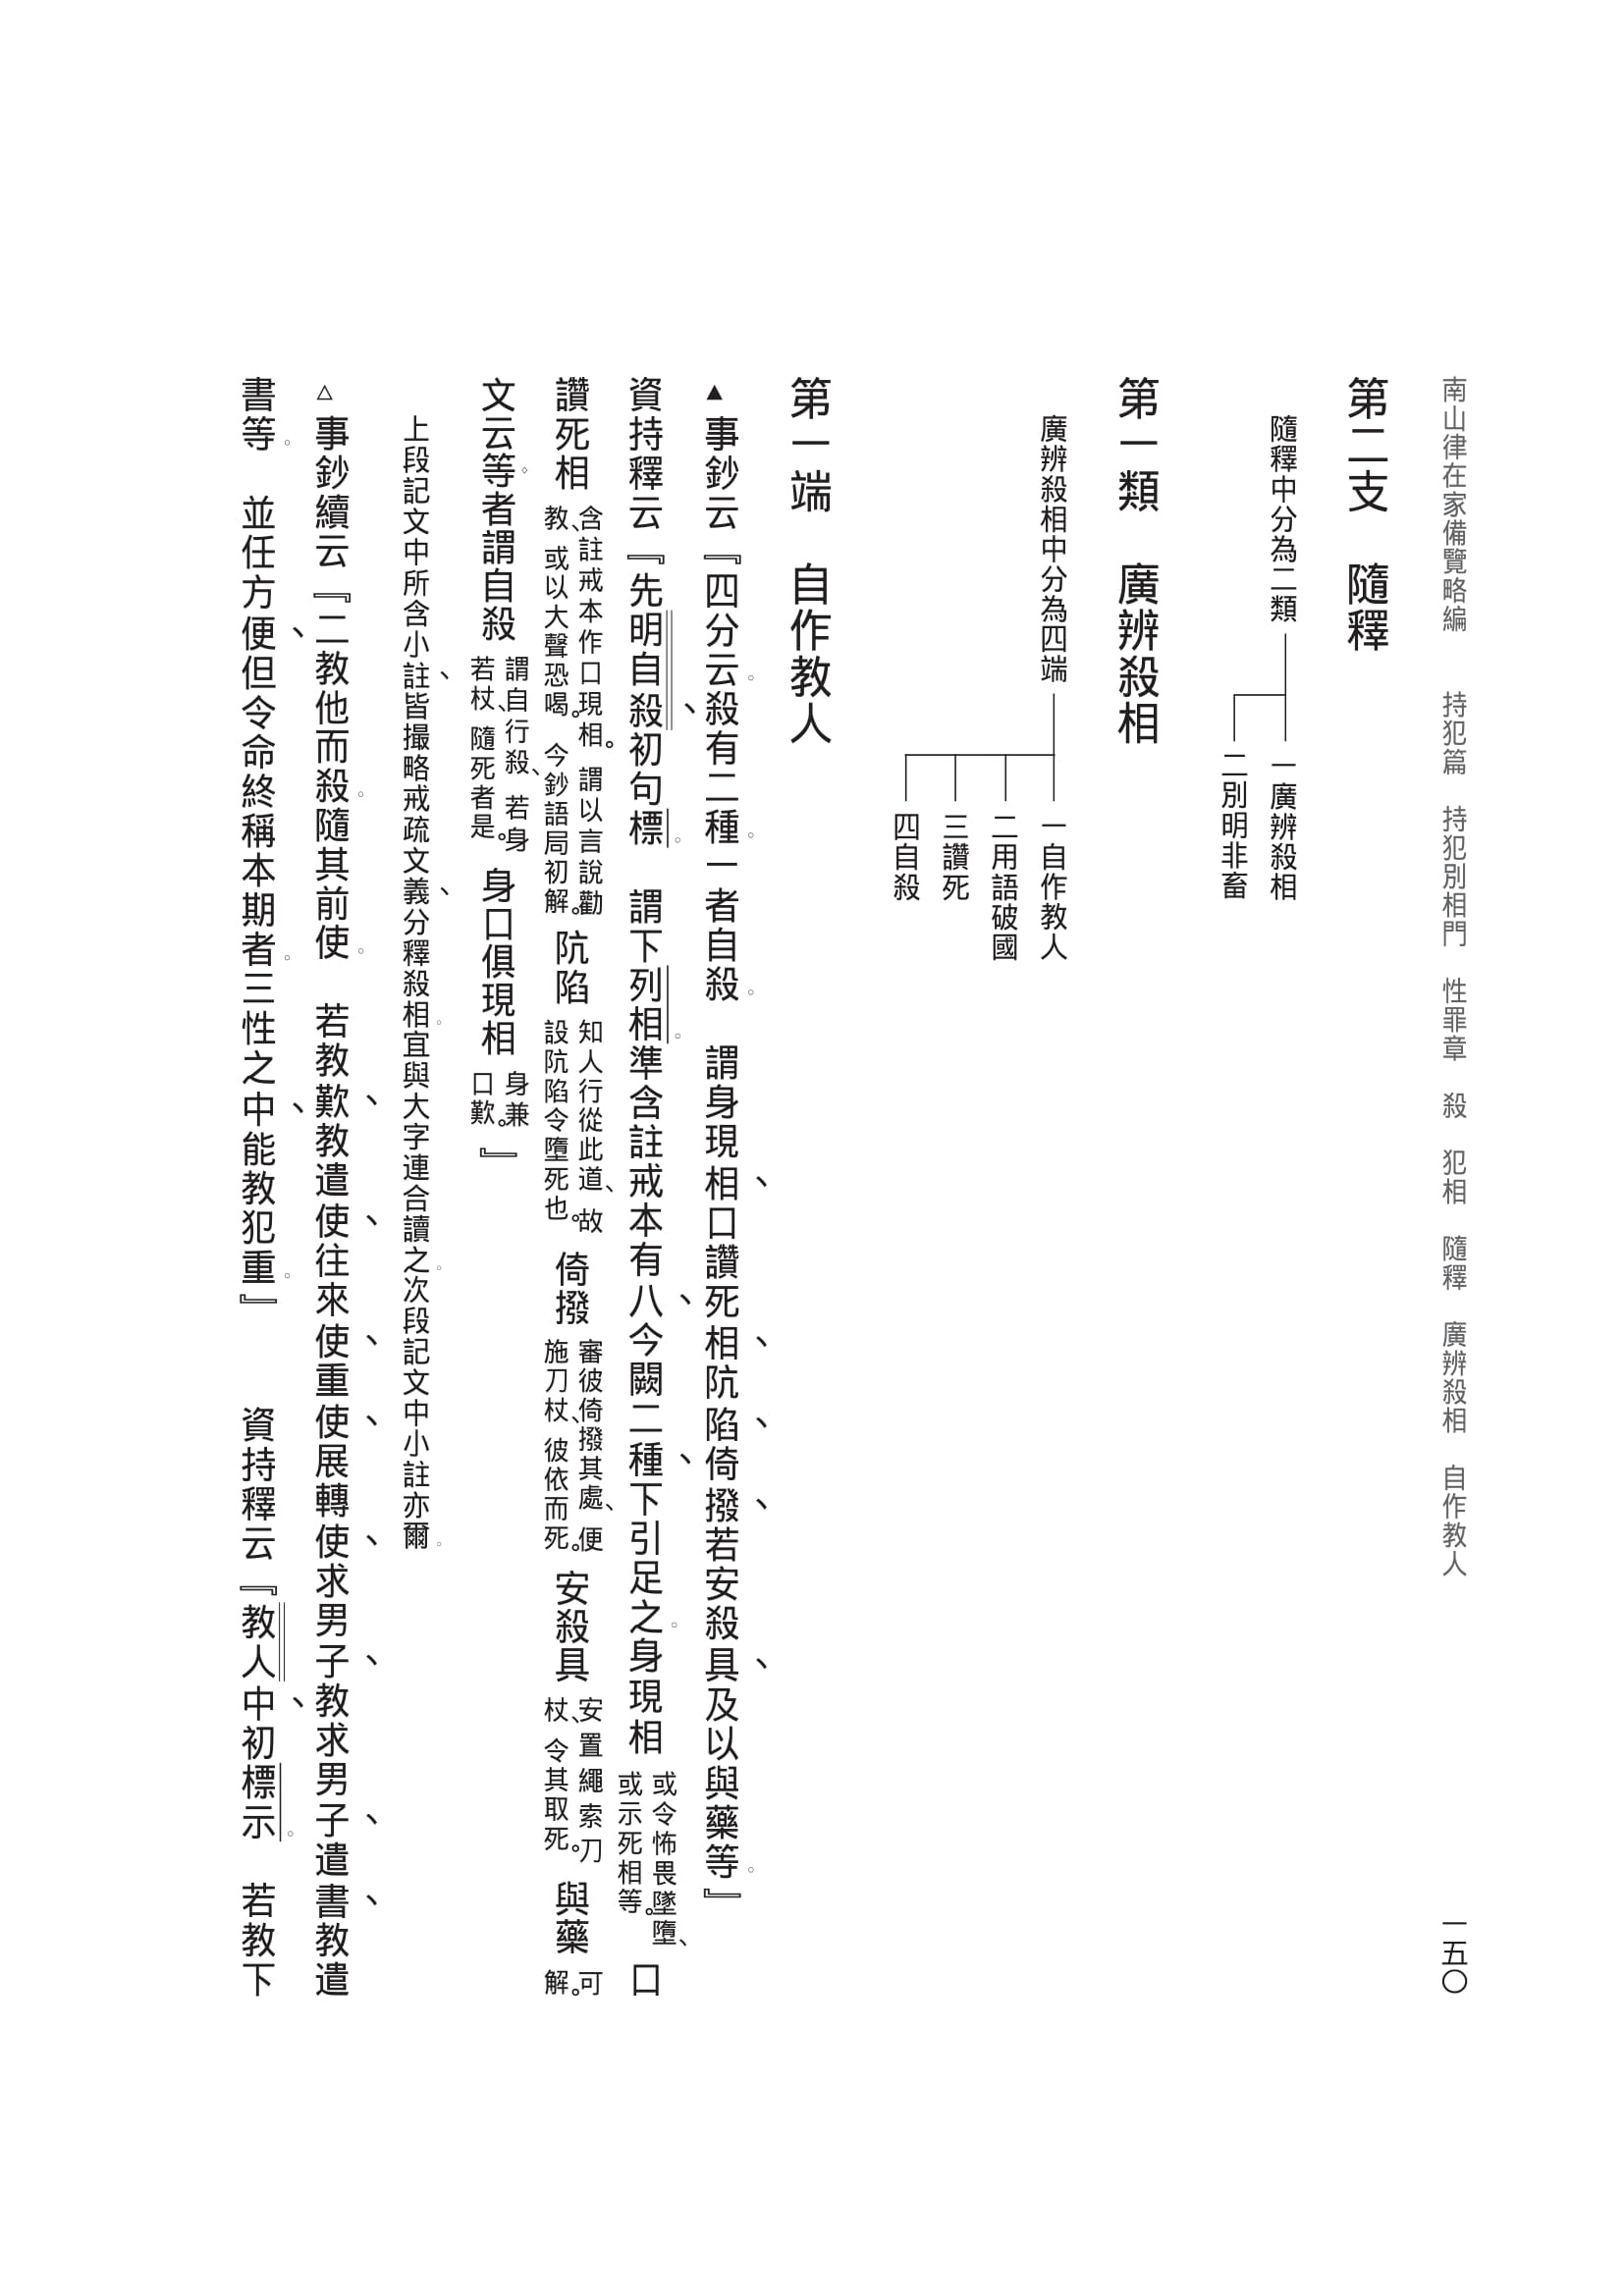 南山律在家備覽略編　　持犯篇　持犯別相門　性罪章　殺　犯相　隨釋　廣辨殺相　自作教人　一五〇
第二支　隨釋
隨釋中分為二類
一廣辨殺相
二別明非畜
第一類　廣辨殺相
廣辨殺相中分為四端
一自作教人
二用語破國
三讚死
四自殺
第一端　自作教人
▲事鈔云『四分云。殺有二種。一者自殺。　謂身現相、口讚死相、阬陷、倚撥、若安殺具、及以與藥等。』
資持釋云『先明自殺、初句標。　謂下列相。準含註戒本有八、今闕二種、下引足之。身現相　或令怖畏墜墮、或示死相等。　口
讚死相　含註戒本作口現相。謂以言說勸教、或以大聲恐喝。今鈔語局初解。　阬陷　知人行從此道、故設阬陷令墮死也。　倚撥　審彼倚撥其處、便施刀杖、彼依而死。　安殺具　安置繩索刀杖、令其取死。　與藥　可解。
文云等。者謂自殺　謂自行殺、若身若杖、隨死者是。　身口俱現相　身兼口歎。』
上段記文中所含小註、皆撮略戒疏文義、分釋殺相。宜與大字連合讀之。次段記文中小註亦爾。
△事鈔續云『二教他而殺。隨其前使。　若教歎、教遣使、往來使、重使、展轉使、求男子、教求男子、遣書、教遣
書等。　並任方便、但令命終稱本期者。三性之中、能教犯重。』　　資持釋云『教人中、初標示。　若教下